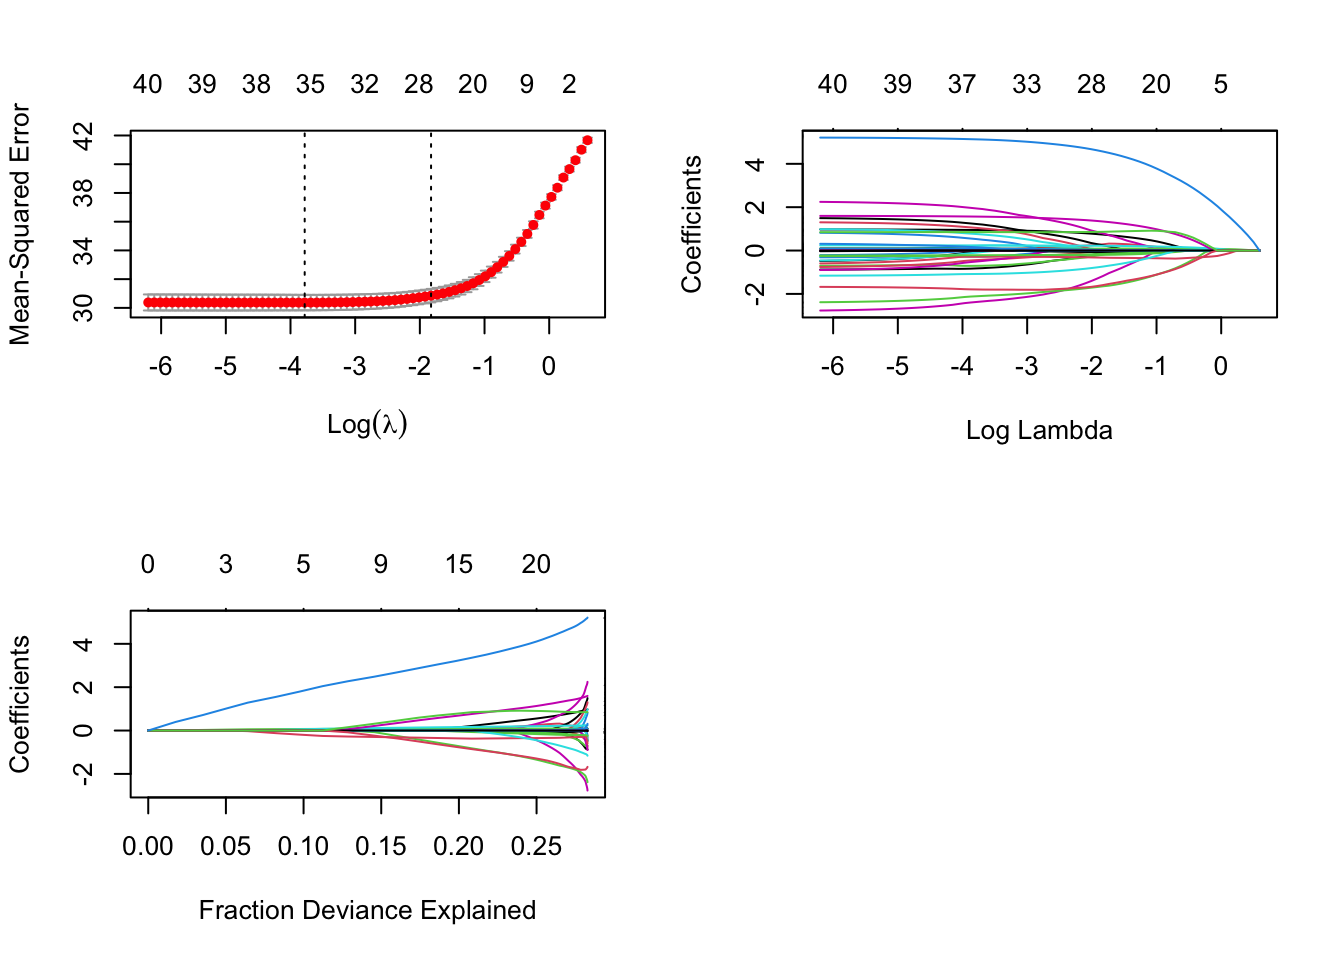 40 39 38 35 32 28 20 9 2
Mean-Squared Error
42
38
34
30
-6 -5 -4 -3 -2 -1 0
Log(λ)
40 39 37 33 28 20 5
Coefficients
4
2
0
-2
-6 -5 -4 -3 -2 -1 0
Log Lambda
0 3 5 9 15 20
Coefficients
4
2
0
-2
0.00 0.05 0.10 0.15 0.20 0.25
Fraction Deviance Explained